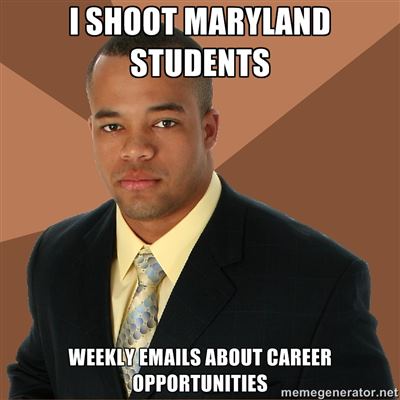 I SHOOT MARYLAND
STUDENTS
WEEKLY EMAILS ABOUT CAREER
OPPORTUNITIES
memegenerator.net